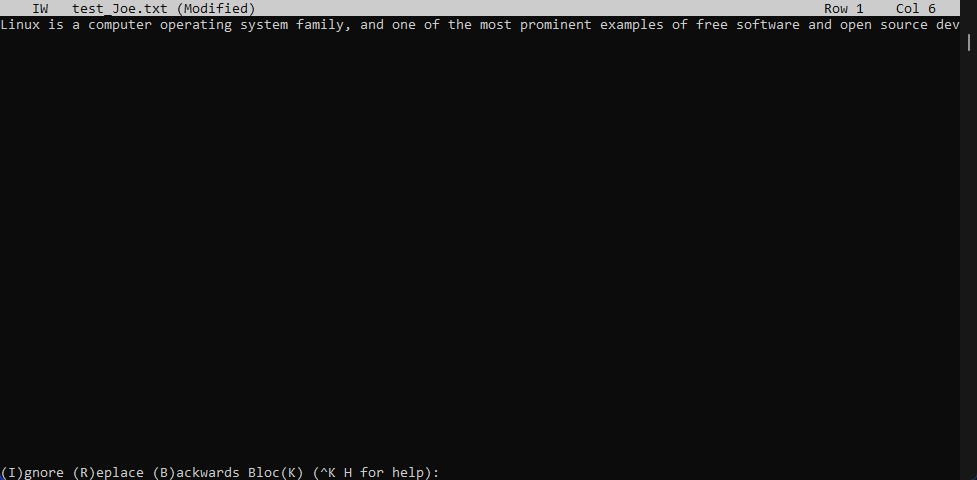 IW test_Joe.txt (Modified) Row 1 Col 6
Linux is a computer operating system family, and one of the most prominent examples of free software and open source dev
(I)gnore (R)eplace (B)ackwards Bloc(K) (^K H for help):